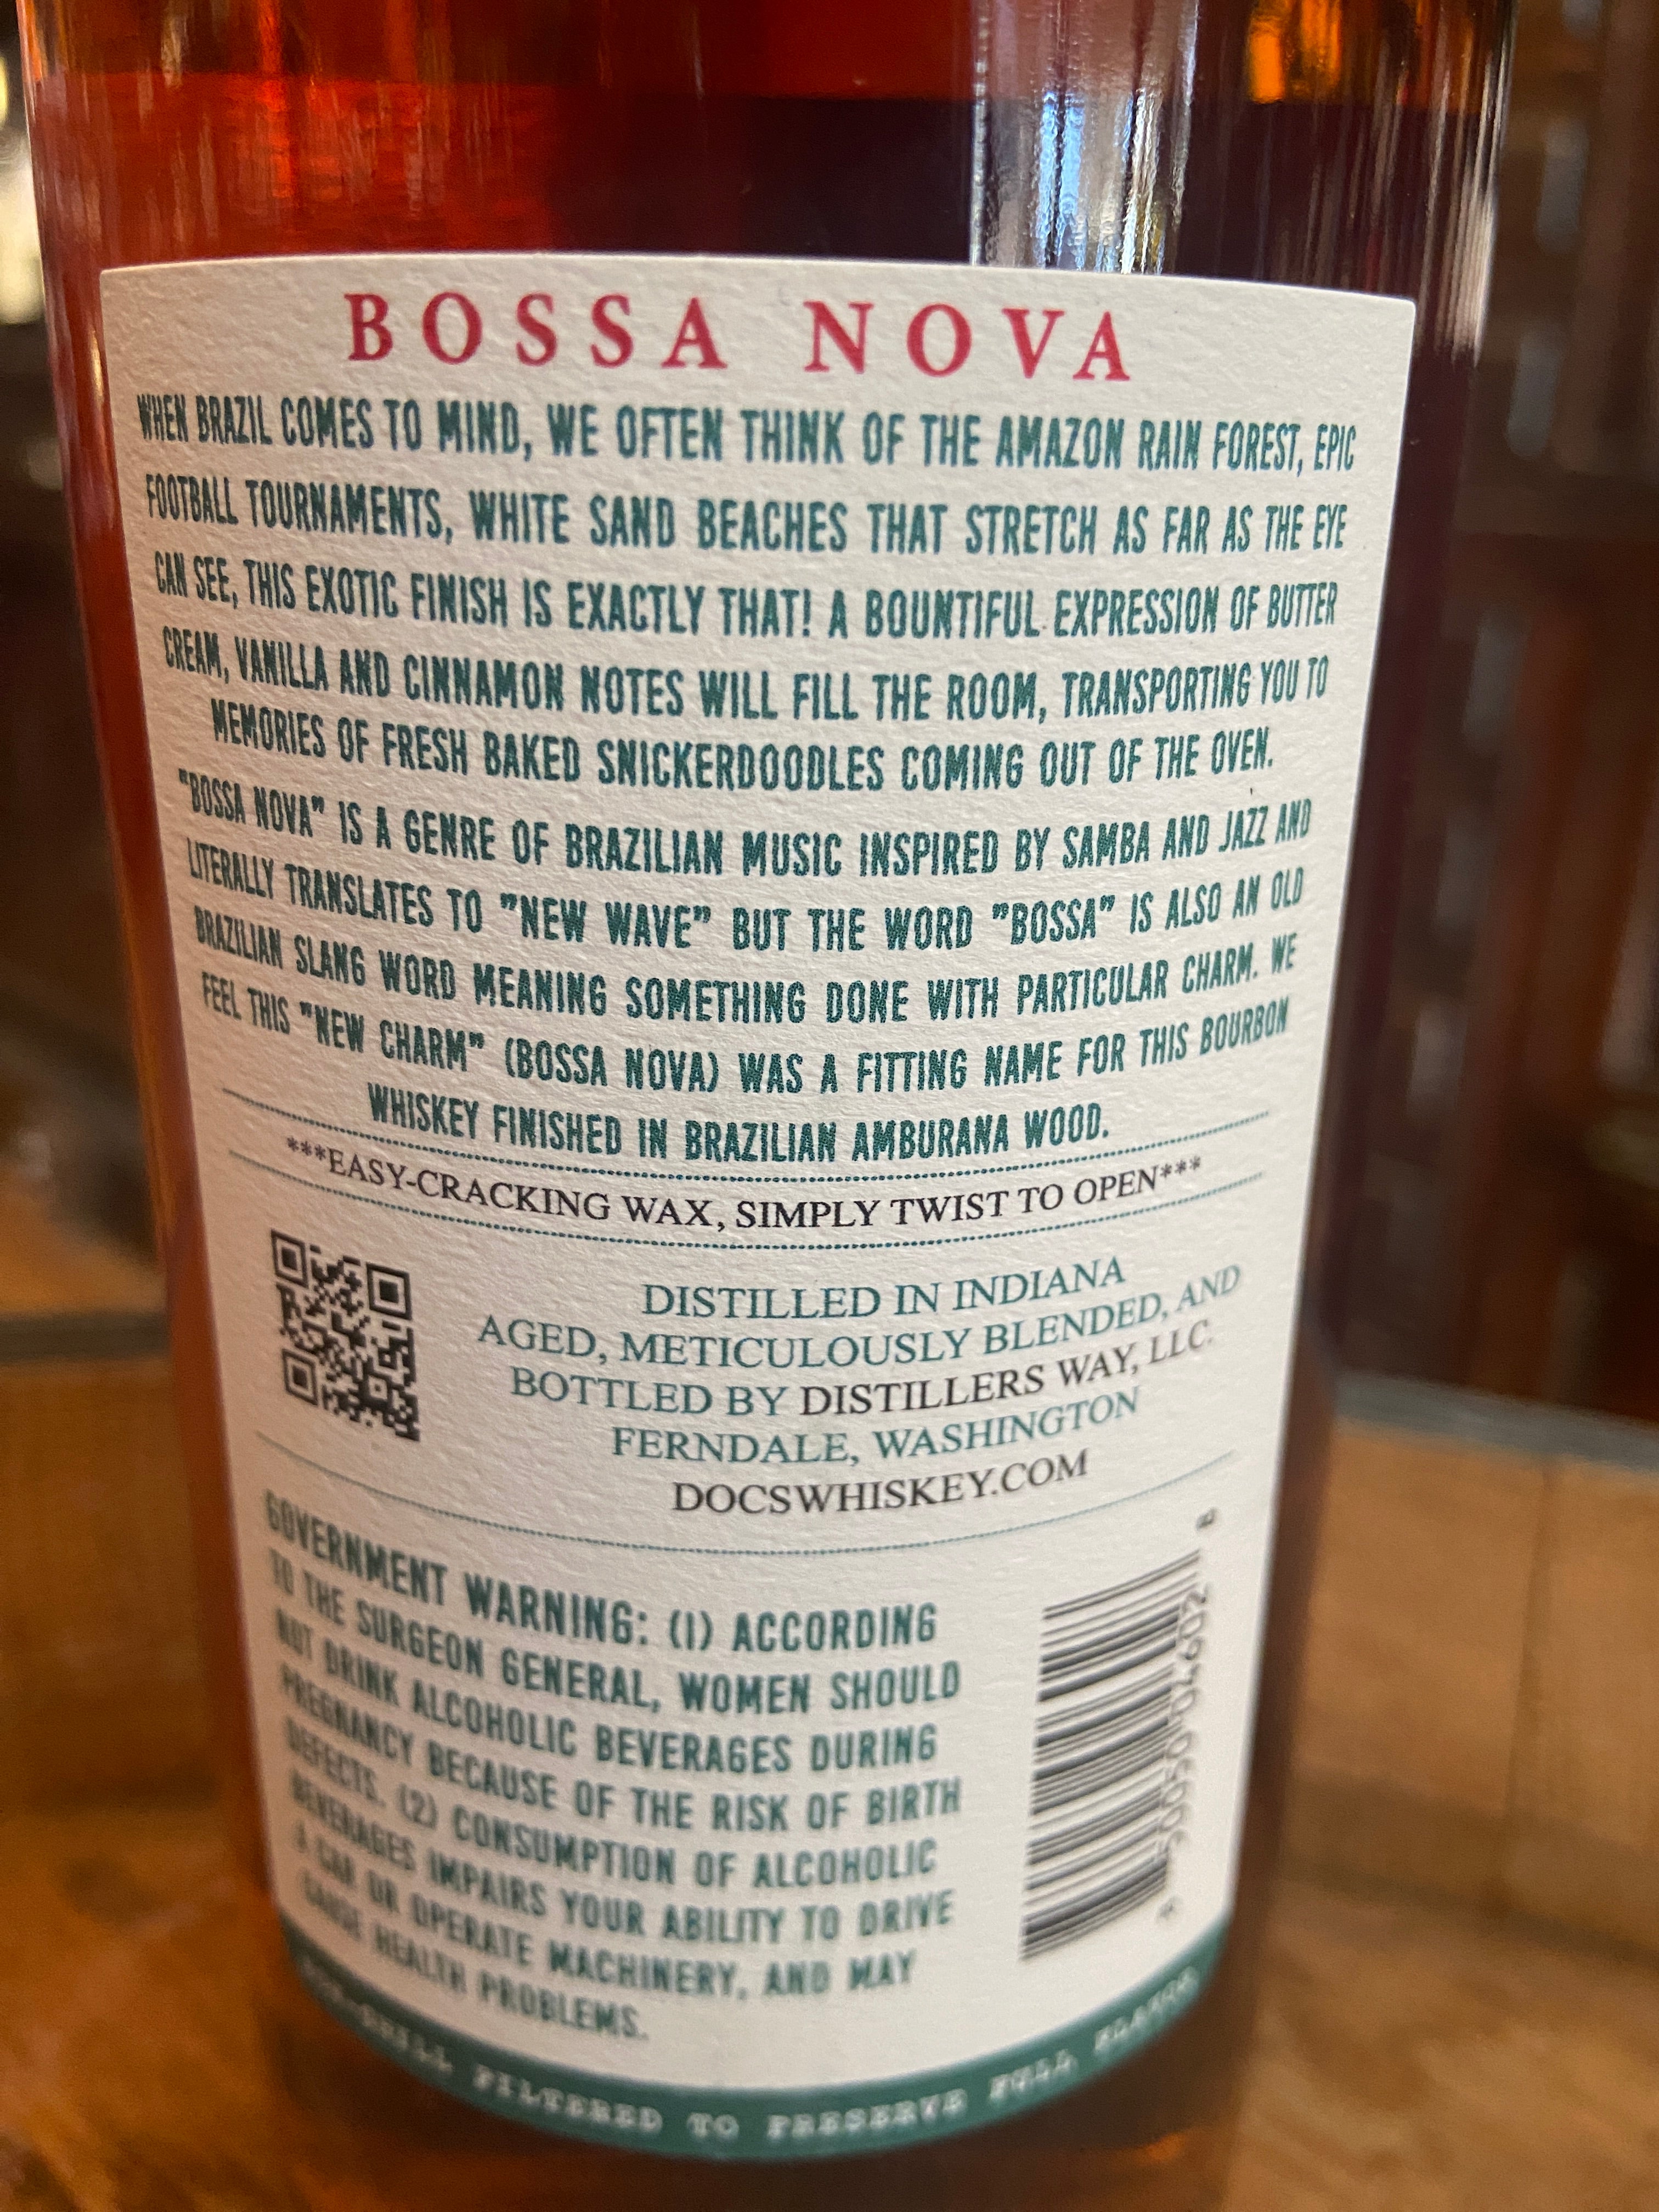 BOSSA NOVA
WHEN BRAZIL COMES TO MIND, WE OFTEN THINK OF THE AMAZON RAIN FOREST, EPIC
FOOTBALL TOURNAMENTS, WHITE SAND BEACHES THAT STRETCH AS FAR AS THE EYE
CAN SEE, THIS EXOTIC FINISH IS EXACTLY THAT! A BOUNTIFUL EXPRESSION OF BUTTER
CREAM, VANILLA AND CINNAMON NOTES WILL FILL THE ROOM, TRANSPORTING YOU TO
MEMORIES OF FRESH BAKED SNICKERDOODLES COMING OUT OF THE OVEN.
"BOSSA NOVA" IS A GENRE OF BRAZILIAN MUSIC INSPIRED BY SAMBA AND JAZZ AND
LITERALLY TRANSLATES TO "NEW WAVE" BUT THE WORD "BOSSA" IS ALSO AN OLD
BRAZILIAN SLANG WORD MEANING SOMETHING DONE WITH PARTICULAR CHARM. WE
FEEL THIS "NEW CHARM" (BOSSA NOVA) WAS A FITTING NAME FOR THIS BOURBON
WHISKEY FINISHED IN BRAZILIAN AMBURANA WOOD.
***EASY-CRACKING WAX, SIMPLY TWIST TO OPEN***
DISTILLED IN INDIANA
AGED, METICULOUSLY BLENDED, AND
BOTTLED BY DISTILLERS WAY, LLC.
FERNDALE, WASHINGTON
DOCSWHISKEY.COM
GOVERNMENT WARNING: (1) ACCORDING
TO THE SURGEON GENERAL, WOMEN SHOULD
NOT DRINK ALCOHOLIC BEVERAGES DURING
PREGNANCY BECAUSE OF THE RISK OF BIRTH
DEFECTS. (2) CONSUMPTION OF ALCOHOLIC
BEVERAGES IMPAIRS YOUR ABILITY TO DRIVE
A CAR OR OPERATE MACHINERY, AND MAY
CAUSE HEALTH PROBLEMS.
NON-CHILL FILTERED TO PRESERVE FULL FLAVOR